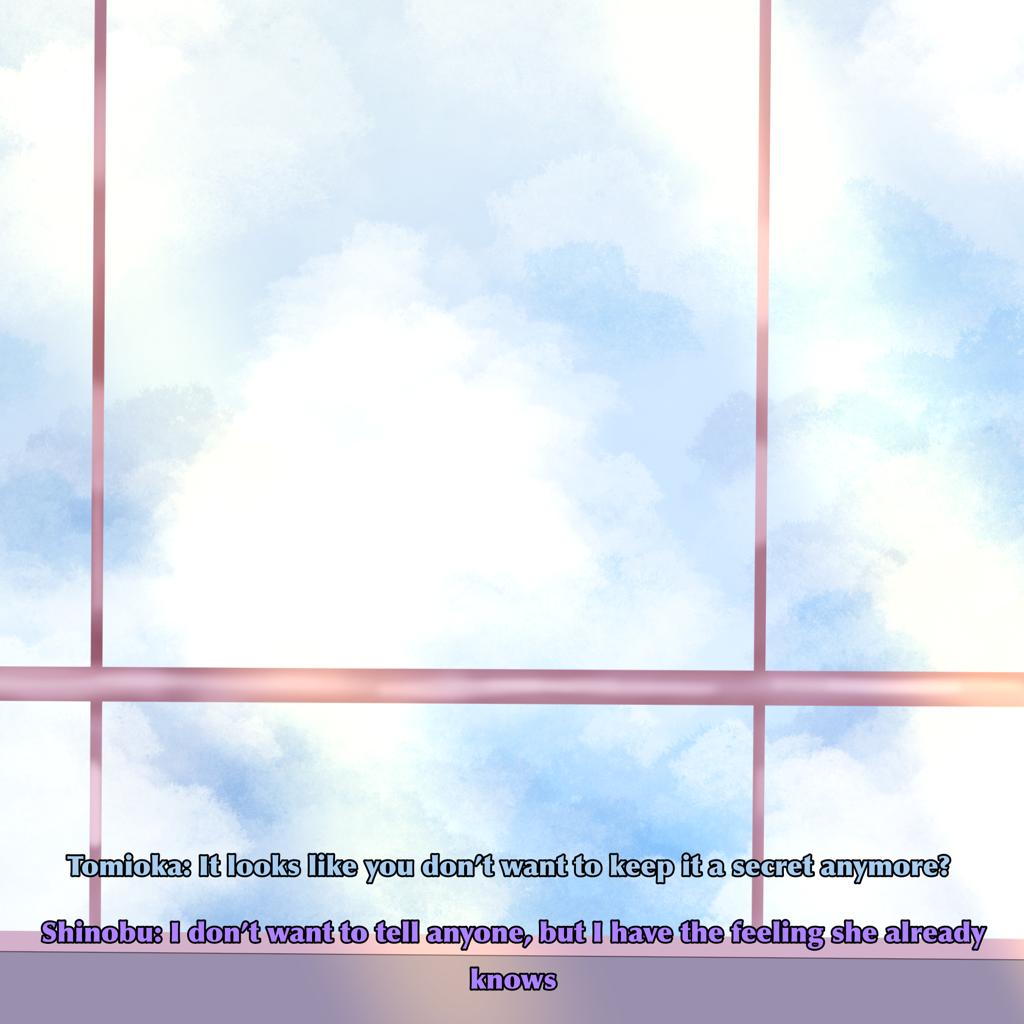 Tomioka: It looks like you don't want to keep it a secret anymore?
Shinobu: I don't want to tell anyone, but I have the feeling she already
knows